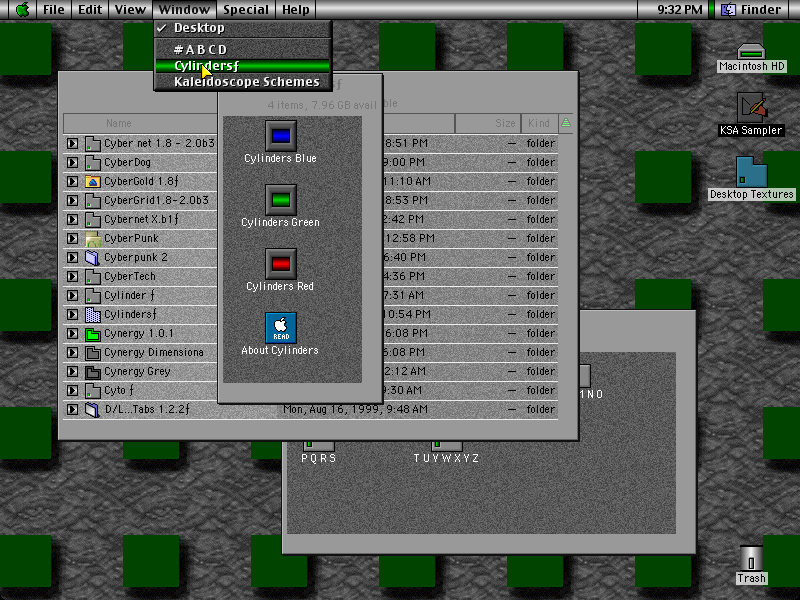 File Edit View Window Special Help 9:32 PM Finder
✓ Desktop
#ABCD
Cylindersƒ
Kaleidoscope Schemes
ƒ
4 items, 7.96 GB available
Name Size Kind
Cyber net 1.8 - 2.0b3 8:51 PM — folder
CyberDog 9:00 PM — folder
CyberGold 1.8ƒ 11:10 AM — folder
CyberGrid1.8-2.0b3 8:53 PM — folder
Cybernet X.b1ƒ 2:42 PM — folder
CyberPunk 12:58 PM — folder
Cyberpunk 2 6:40 PM — folder
CyberTech 4:36 PM — folder
Cylinder ƒ 7:31 AM — folder
Cylindersƒ 10:54 PM — folder
Cynergy 1.0.1 6:08 PM — folder
Cynergy Dimensiona 6:08 PM — folder
Cynergy Grey 2:12 AM — folder
Cyto ƒ 9:30 AM — folder
D/L...Tabs 1.2.2ƒ Mon, Aug 16, 1999, 9:48 AM — folder
Cylinders Blue
Cylinders Green
Cylinders Red
READ
About Cylinders
MNO
PQRS TUVWXYZ
Macintosh HD
KSA Sampler
Desktop Textures
Trash